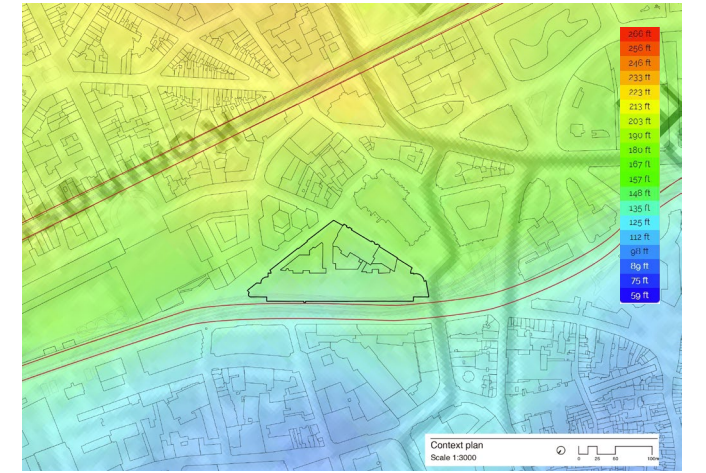 266 ft
256 ft
246 ft
233 ft
223 ft
213 ft
203 ft
190 ft
180 ft
167 ft
157 ft
148 ft
135 ft
125 ft
112 ft
98 ft
89 ft
75 ft
59 ft
Context plan
Scale 1:3000
0 25 50 100m